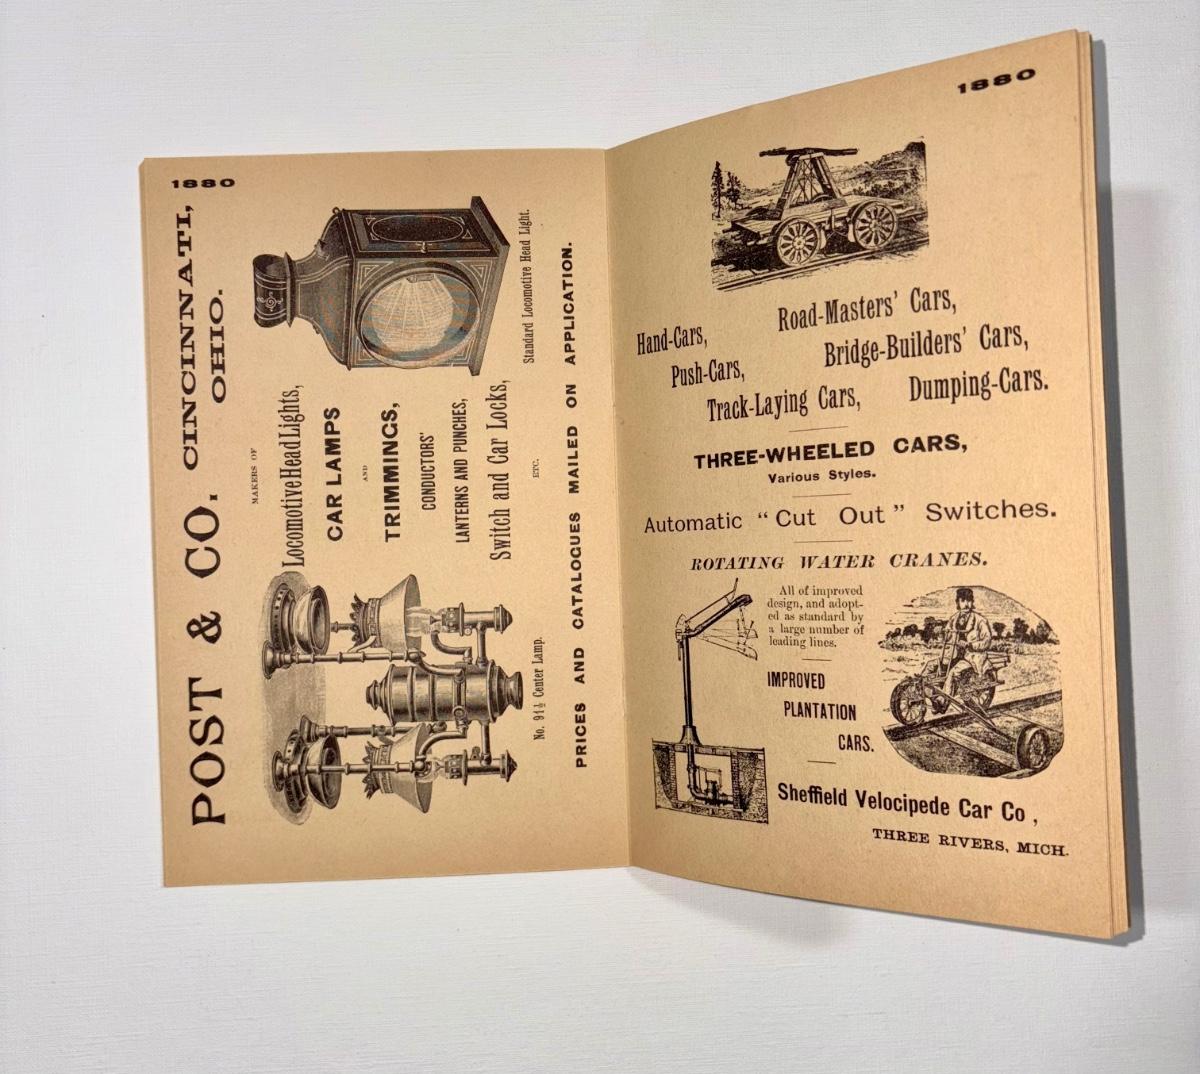 1880
POST & CO. CINCINNATI,
OHIO.
MAKERS OF
Locomotive Head Lights,
CAR LAMPS
AND
TRIMMINGS,
CONDUCTORS'
LANTERNS AND PUNCHES,
Switch and Car Locks,
ETC.
Standard Locomotive Head Light.
No. 91½ Center Lamp.
PRICES AND CATALOGUES MAILED ON APPLICATION.
1880
Hand-Cars,
Road-Masters' Cars,
Push-Cars,
Bridge-Builders' Cars,
Track-Laying Cars,
Dumping-Cars.
THREE-WHEELED CARS,
Various Styles.
Automatic "Cut Out" Switches.
ROTATING WATER CRANES.
All of improved
design, and adopt-
ed as standard by
a large number of
leading lines.
IMPROVED
PLANTATION
CARS.
Sheffield Velocipede Car Co,
THREE RIVERS, MICH.